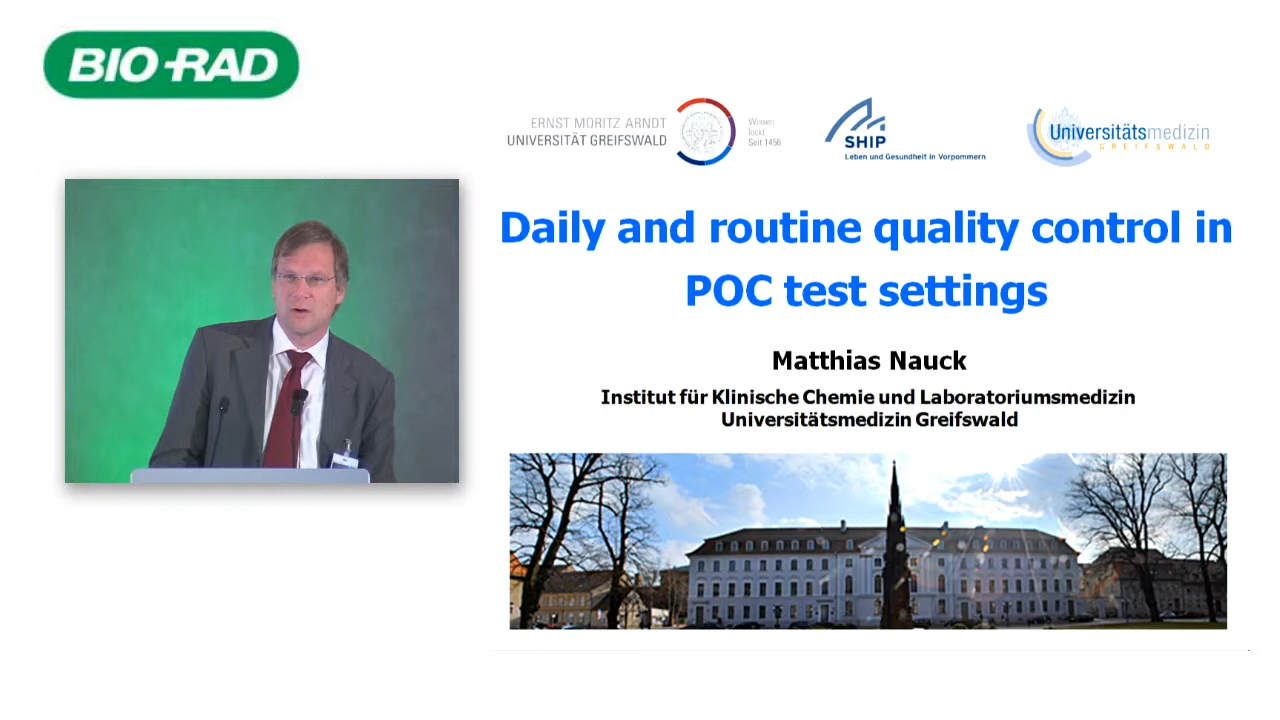 BIO-RAD
ERNST MORITZ ARNDT
UNIVERSITÄT GREIFSWALD
Wissen
lockt
Seit 1456
SHIP
Leben und Gesundheit in Vorpommern
Universitätsmedizin
GREIFSWALD
Daily and routine quality control in
POC test settings
Matthias Nauck
Institut für Klinische Chemie und Laboratoriumsmedizin
Universitätsmedizin Greifswald